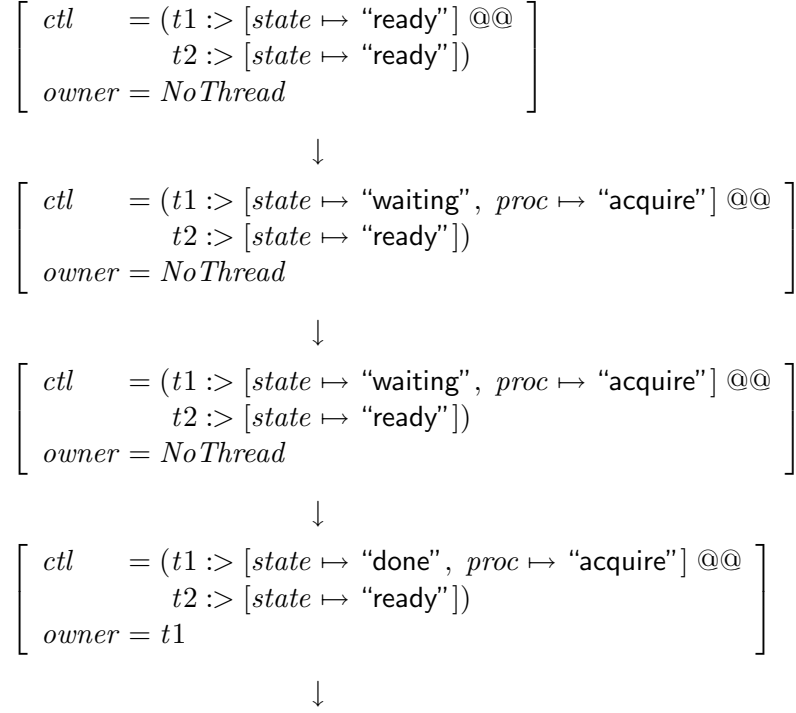 ctl = (t1 :> [state ↦ “ready”] @@
t2 :> [state ↦ “ready”])
owner = NoThread
↓
ctl = (t1 :> [state ↦ “waiting”, proc ↦ “acquire”] @@
t2 :> [state ↦ “ready”])
owner = NoThread
↓
ctl = (t1 :> [state ↦ “waiting”, proc ↦ “acquire”] @@
t2 :> [state ↦ “ready”])
owner = NoThread
↓
ctl = (t1 :> [state ↦ “done”, proc ↦ “acquire”] @@
t2 :> [state ↦ “ready”])
owner = t1
↓